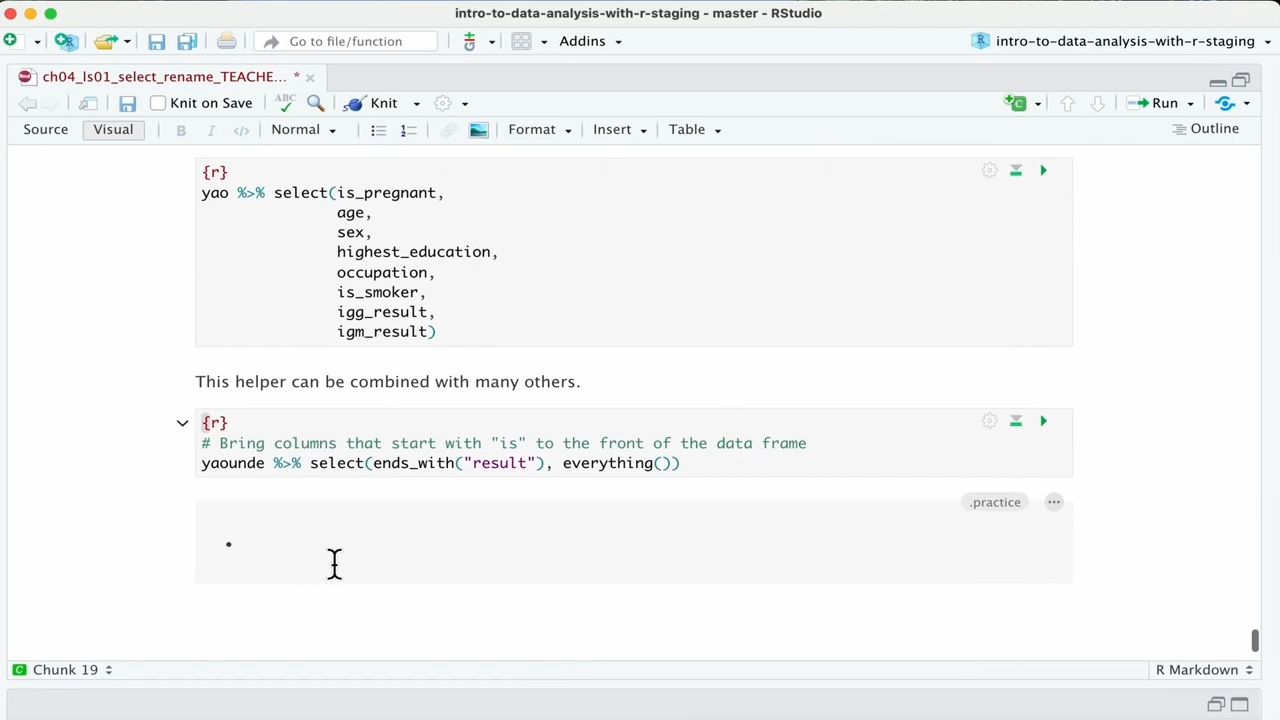 intro-to-data-analysis-with-r-staging - master - RStudio
Go to file/function
Addins
intro-to-data-analysis-with-r-staging
ch04_ls01_select_rename_TEACHE... *
Knit on Save
ABC
Knit
Run
Source
Visual
B
I
Normal
Format
Insert
Table
Outline
{r}
yao %>% select(is_pregnant,
age,
sex,
highest_education,
occupation,
is_smoker,
igg_result,
igm_result)
This helper can be combined with many others.
{r}
# Bring columns that start with "is" to the front of the data frame
yaounde %>% select(ends_with("result"), everything())
.practice
Chunk 19
R Markdown